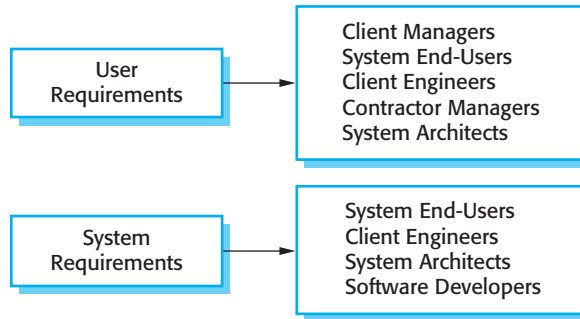 User
Requirements
Client Managers
System End-Users
Client Engineers
Contractor Managers
System Architects
System
Requirements
System End-Users
Client Engineers
System Architects
Software Developers